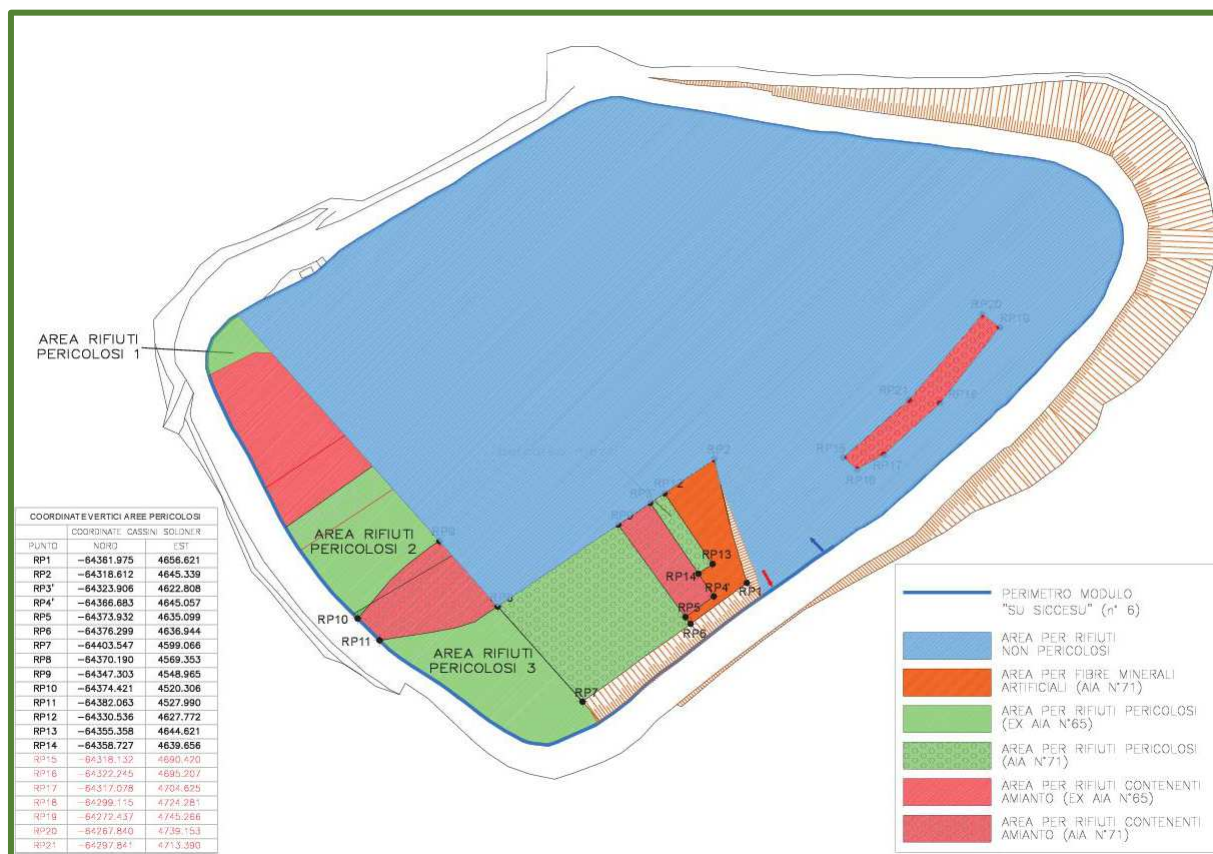 AREA RIFIUTI
PERICOLOSI 1
AREA RIFIUTI
PERICOLOSI 2
AREA RIFIUTI
PERICOLOSI 3
RP20
RP19
RP21
RP18
RP17
RP16
RP2
RP12
RP9
RP13
RP14
RP4'
RP1
RP5
RP6
RP7
RP10
RP11
COORDINATE VERTICI AREE PERICOLOSI
COORDINATE CASSINI SOLDNER
PUNTO NORD EST
RP1 -64361.975 4656.621
RP2 -64318.612 4645.339
RP3' -64323.906 4622.808
RP4' -64366.683 4645.057
RP5 -64373.932 4635.099
RP6 -64376.299 4636.944
RP7 -64403.547 4599.066
RP8 -64370.190 4569.353
RP9 -64347.303 4548.965
RP10 -64374.421 4520.306
RP11 -64382.063 4527.990
RP12 -64330.536 4627.772
RP13 -64355.358 4644.621
RP14 -64358.727 4639.656
RP15 -64318.132 4690.420
RP16 -64322.245 4695.207
RP17 -64317.078 4704.625
RP18 -64299.115 4724.281
RP19 -64272.437 4745.266
RP20 -64267.840 4739.153
RP21 -64297.841 4713.390
PERIMETRO MODULO
"SU SICCESU" (n° 6)
AREA PER RIFIUTI
NON PERICOLOSI
AREA PER FIBRE MINERALI
ARTIFICIALI (AIA N°71)
AREA PER RIFIUTI PERICOLOSI
(EX AIA N°65)
AREA PER RIFIUTI PERICOLOSI
(AIA N°71)
AREA PER RIFIUTI CONTENENTI
AMIANTO (EX AIA N°65)
AREA PER RIFIUTI CONTENENTI
AMIANTO (AIA N°71)